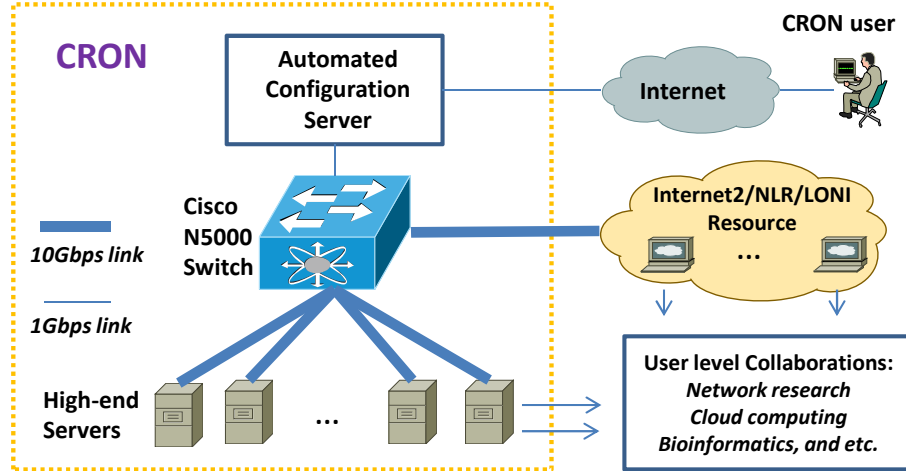 CRON
Automated
Configuration
Server
Internet
CRON user
Cisco
N5000
Switch
Internet2/NLR/LONI
Resource
...
10Gbps link
1Gbps link
High-end
Servers
...
User level Collaborations:
Network research
Cloud computing
Bioinformatics, and etc.